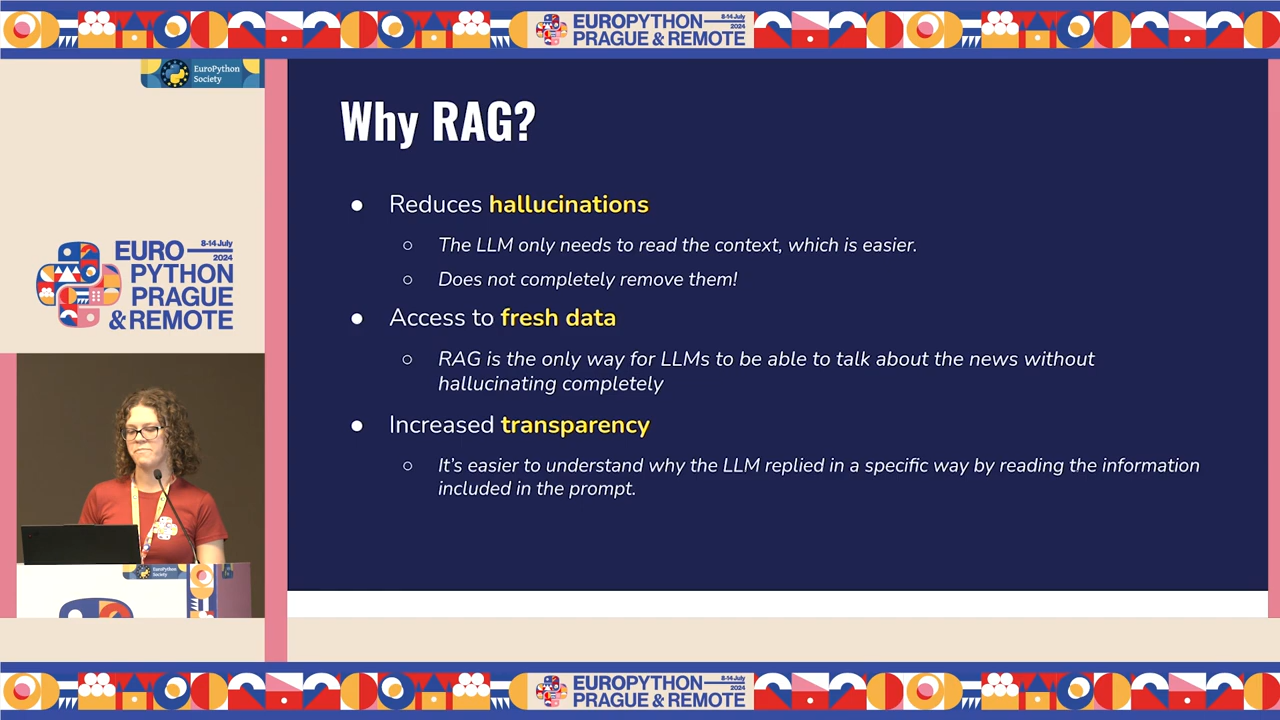 EUROPYTHON
8-14 July
2024
PRAGUE & REMOTE
EuroPython
Society
EURO
8-14 July
2024
PYTHON
PRAGUE
& REMOTE
Why RAG?
● Reduces hallucinations
○ The LLM only needs to read the context, which is easier.
○ Does not completely remove them!
● Access to fresh data
○ RAG is the only way for LLMs to be able to talk about the news without
hallucinating completely
● Increased transparency
○ It's easier to understand why the LLM replied in a specific way by reading the information
included in the prompt.
EuroPython
Society
EUROPYTHON
8-14 July
2024
PRAGUE & REMOTE